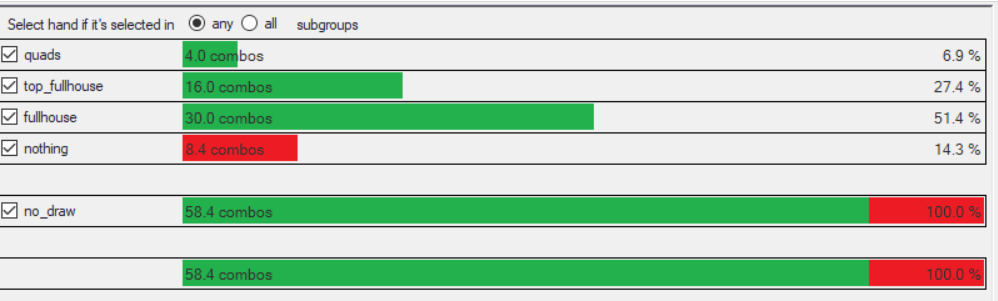 Select hand if it's selected in any all subgroups
quads 4.0 combos 6.9 %
top_fullhouse 16.0 combos 27.4 %
fullhouse 30.0 combos 51.4 %
nothing 8.4 combos 14.3 %
no_draw 58.4 combos 100.0 %
58.4 combos 100.0 %